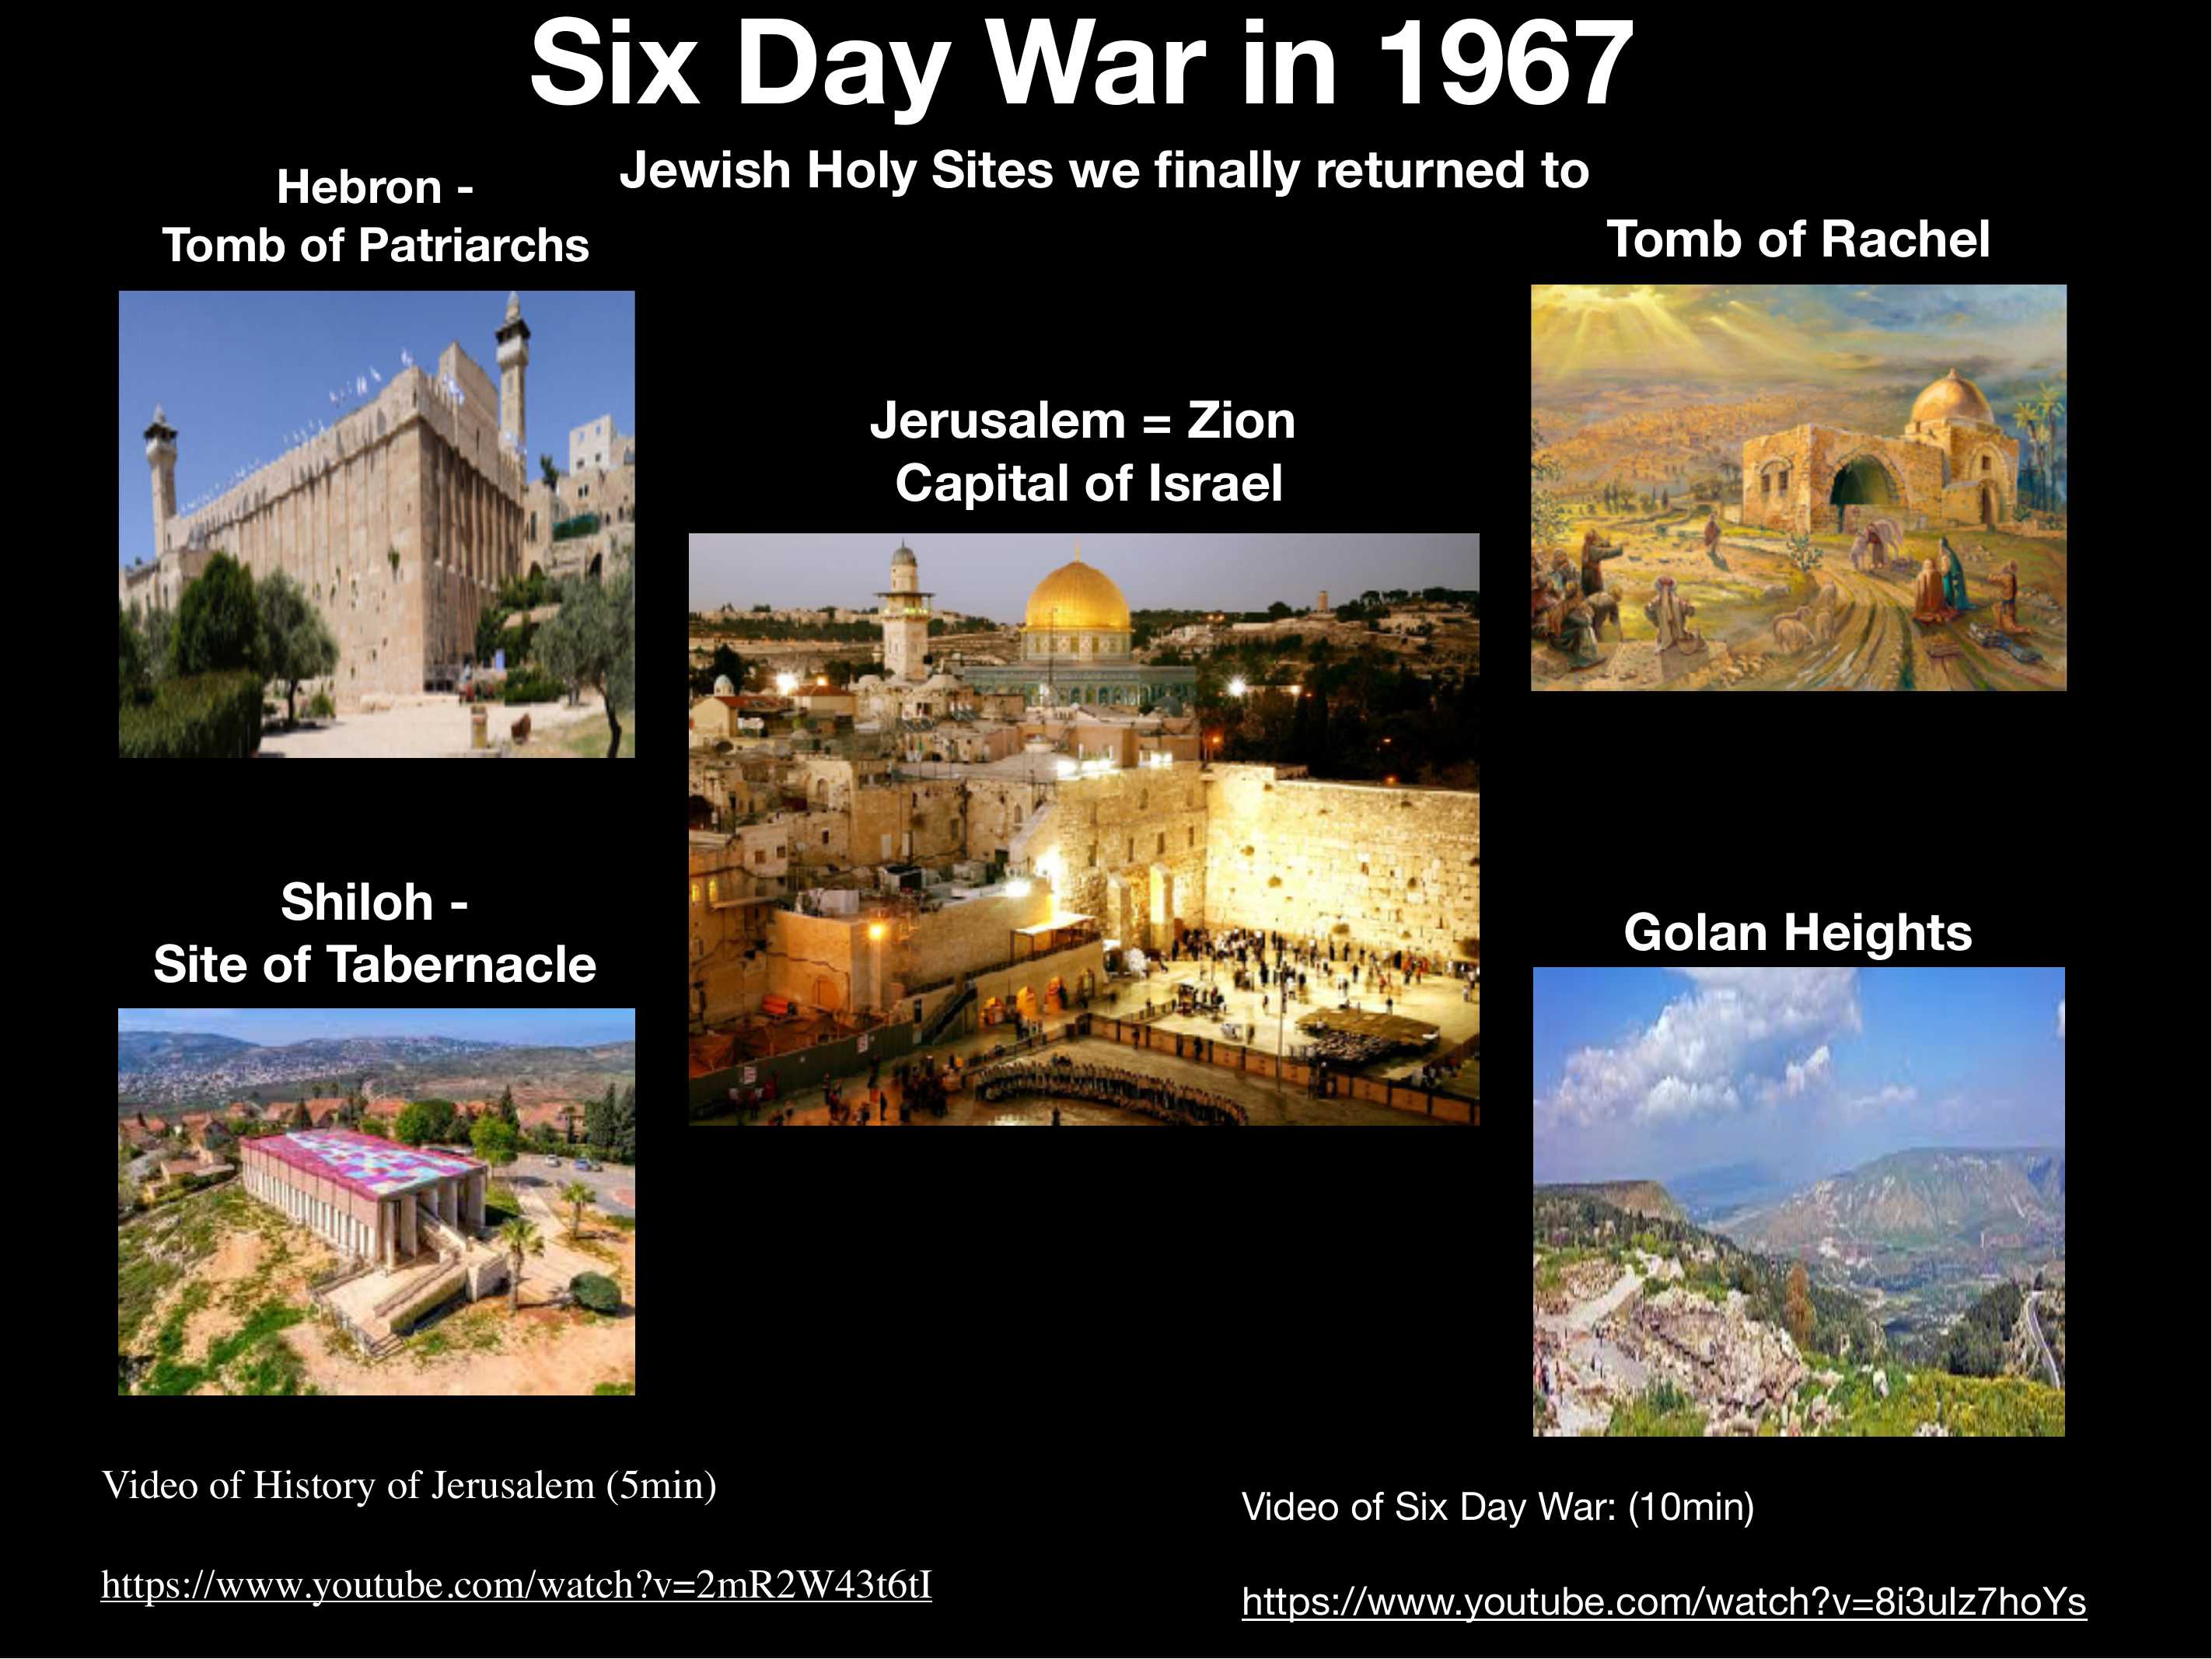 Six Day War in 1967
Jewish Holy Sites we finally returned to
Hebron -
Tomb of Patriarchs
Tomb of Rachel
Jerusalem = Zion
Capital of Israel
Shiloh -
Site of Tabernacle
Golan Heights
Video of History of Jerusalem (5min)
https://www.youtube.com/watch?v=2mR2W43t6tI
Video of Six Day War: (10min)
https://www.youtube.com/watch?v=8i3ulz7hoYs